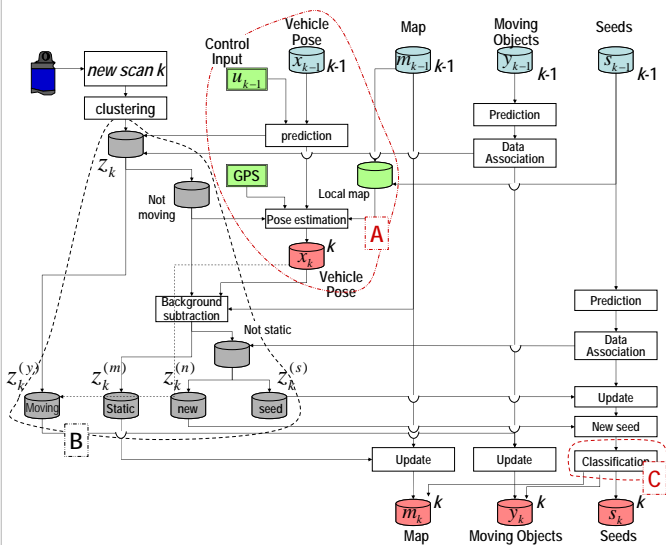 Vehicle
Pose
Map
Moving
Objects
Seeds
Control
Input
u_{k-1}
x_{k-1}
k-1
m_{k-1}
k-1
y_{k-1}
k-1
s_{k-1}
k-1
new scan k
clustering
Prediction
prediction
z_k
Data
Association
GPS
Not
moving
Local map
Pose estimation
A
x_k
k
Vehicle
Pose
Background
subtraction
Prediction
Not static
Data
Association
z_k^{(y)}
z_k^{(m)}
z_k^{(n)}
z_k^{(s)}
Moving
Static
new
seed
Update
New seed
B
Update
Update
Classification
C
m_k
k
y_k
k
s_k
k
Map
Moving Objects
Seeds